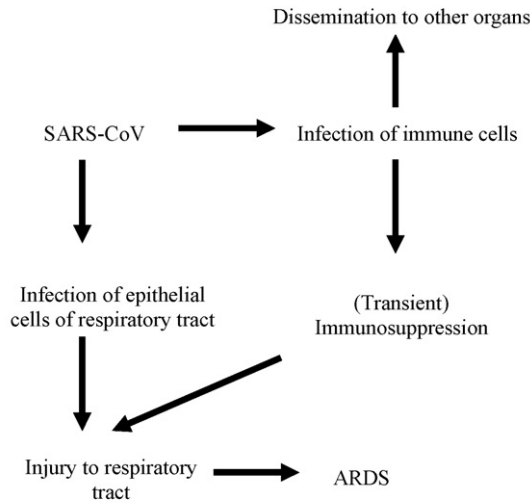 Dissemination to other organs
SARS-CoV
Infection of immune cells
Infection of epithelial
cells of respiratory tract
(Transient)
Immunosuppression
Injury to respiratory
tract
ARDS